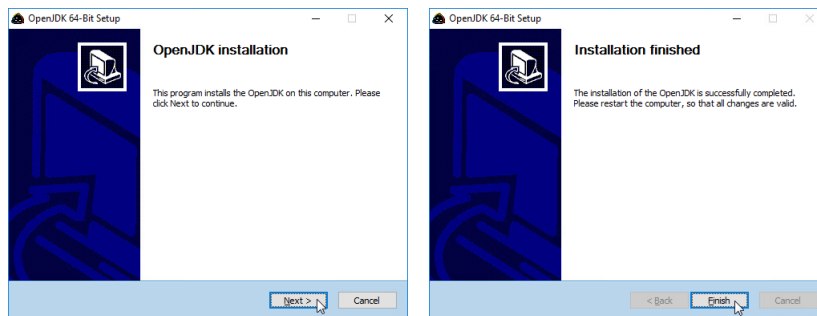 OpenJDK 64-Bit Setup
OpenJDK installation
This program installs the OpenJDK on this computer. Please
click Next to continue.
Next >
Cancel
OpenJDK 64-Bit Setup
Installation finished
The installation of the OpenJDK is successfully completed.
Please restart the computer, so that all changes are valid.
< Back
Finish
Cancel